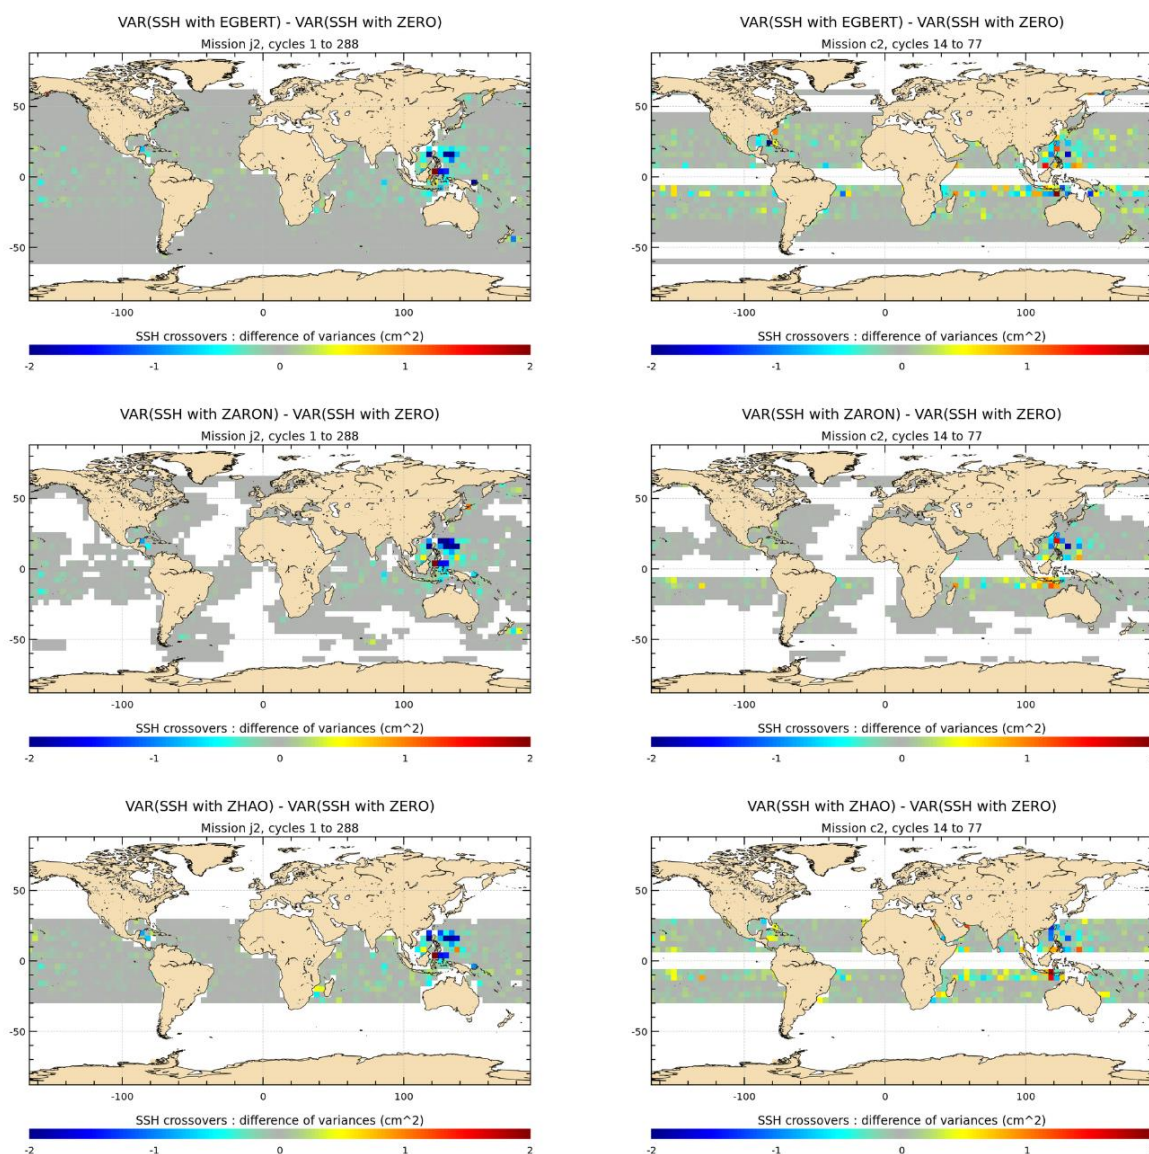 VAR(SSH with EGBERT) - VAR(SSH with ZERO)
Mission j2, cycles 1 to 288
50
0
-50
-100 0 100
SSH crossovers : difference of variances (cm^2)
-2 -1 0 1 2
VAR(SSH with EGBERT) - VAR(SSH with ZERO)
Mission c2, cycles 14 to 77
50
0
-50
-100 0 100
SSH crossovers : difference of variances (cm^2)
-2 -1 0 1
VAR(SSH with ZARON) - VAR(SSH with ZERO)
Mission j2, cycles 1 to 288
50
0
-50
-100 0 100
SSH crossovers : difference of variances (cm^2)
-2 -1 0 1 2
VAR(SSH with ZARON) - VAR(SSH with ZERO)
Mission c2, cycles 14 to 77
50
0
-50
-100 0 100
SSH crossovers : difference of variances (cm^2)
-2 -1 0 1
VAR(SSH with ZHAO) - VAR(SSH with ZERO)
Mission j2, cycles 1 to 288
50
0
-50
-100 0 100
SSH crossovers : difference of variances (cm^2)
-2 -1 0 1 2
VAR(SSH with ZHAO) - VAR(SSH with ZERO)
Mission c2, cycles 14 to 77
50
0
-50
-100 0 100
SSH crossovers : difference of variances (cm^2)
-2 -1 0 1